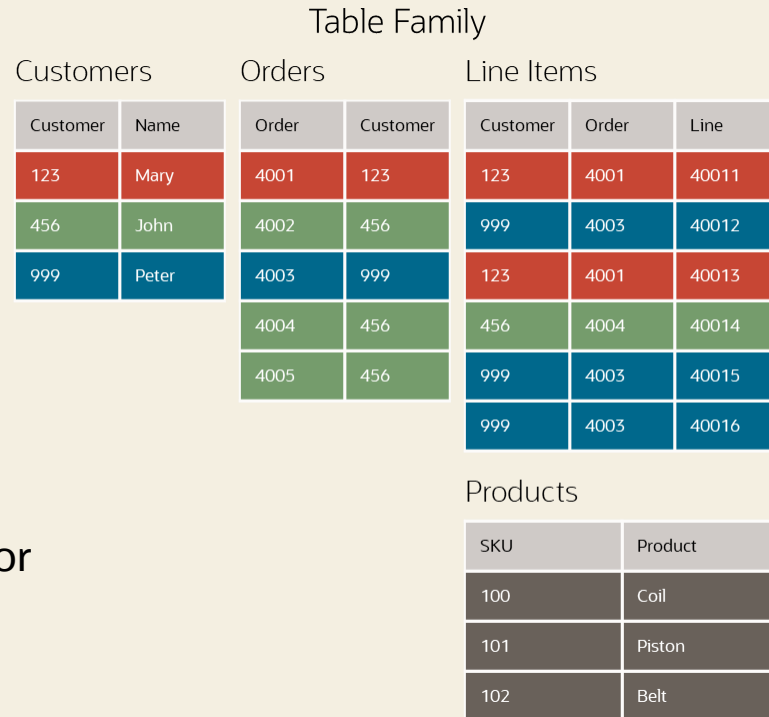 Table Family
Customers
Customer Name
123 Mary
456 John
999 Peter
Orders
Order Customer
4001 123
4002 456
4003 999
4004 456
4005 456
Line Items
Customer Order Line
123 4001 40011
999 4003 40012
123 4001 40013
456 4004 40014
999 4003 40015
999 4003 40016
Products
SKU Product
100 Coil
101 Piston
102 Belt
or